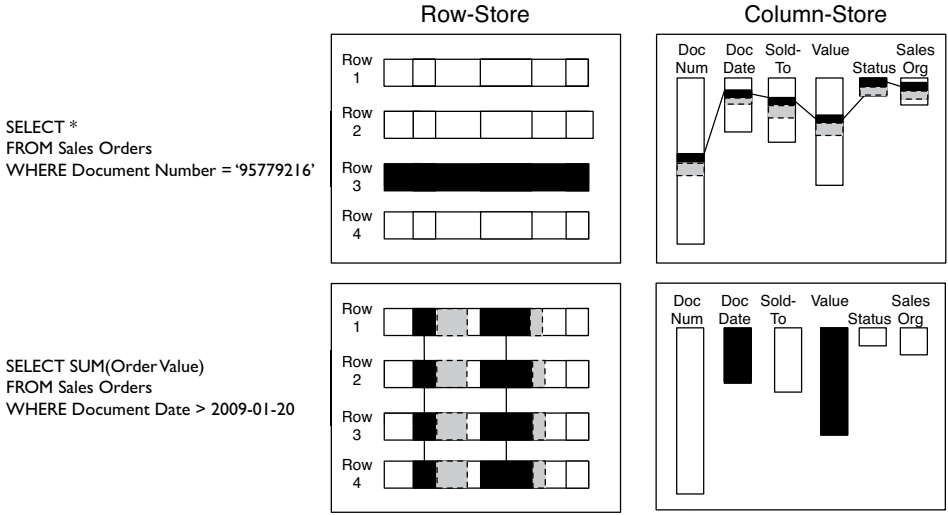 Row-Store
Column-Store
SELECT *
FROM Sales Orders
WHERE Document Number = ‘95779216’
Row
1
Row
2
Row
3
Row
4
Doc Doc Sold- Value Sales
Num Date To Status Org
SELECT SUM(Order Value)
FROM Sales Orders
WHERE Document Date > 2009-01-20
Row
1
Row
2
Row
3
Row
4
Doc Doc Sold- Value Sales
Num Date To Status Org